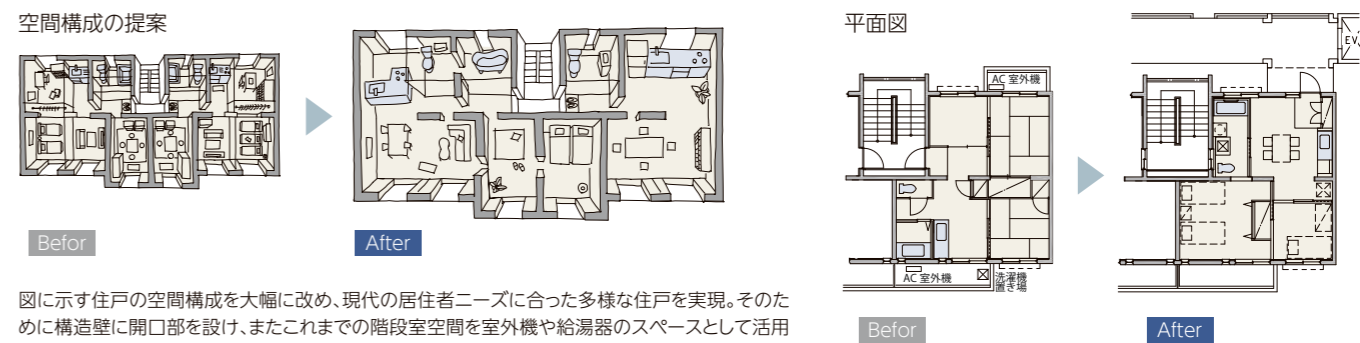 空間構成の提案
Befor
After
図に示す住戸の空間構成を大幅に改め、現代の居住者ニーズに合った多様な住戸を実現。そのた
めに構造壁に開口部を設け、またこれまでの階段室空間を室外機や給湯器のスペースとして活用
平面図
AC 室外機
AC 室外機
洗濯機
置き場
EV
Befor
After